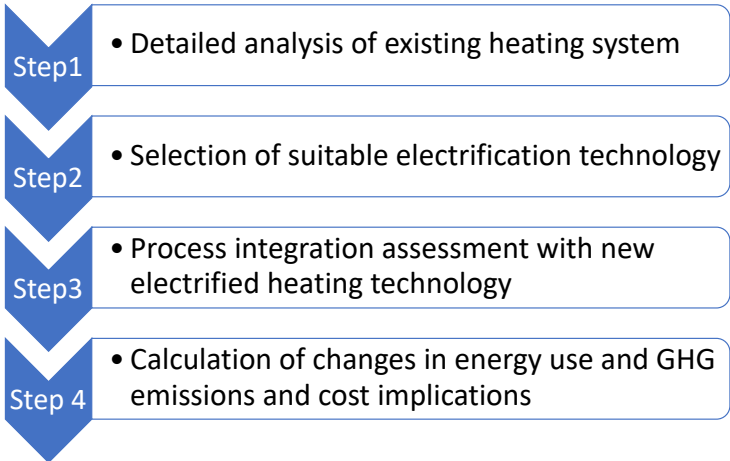 Step1
• Detailed analysis of existing heating system
Step2
• Selection of suitable electrification technology
Step3
• Process integration assessment with new
electrified heating technology
Step 4
• Calculation of changes in energy use and GHG
emissions and cost implications